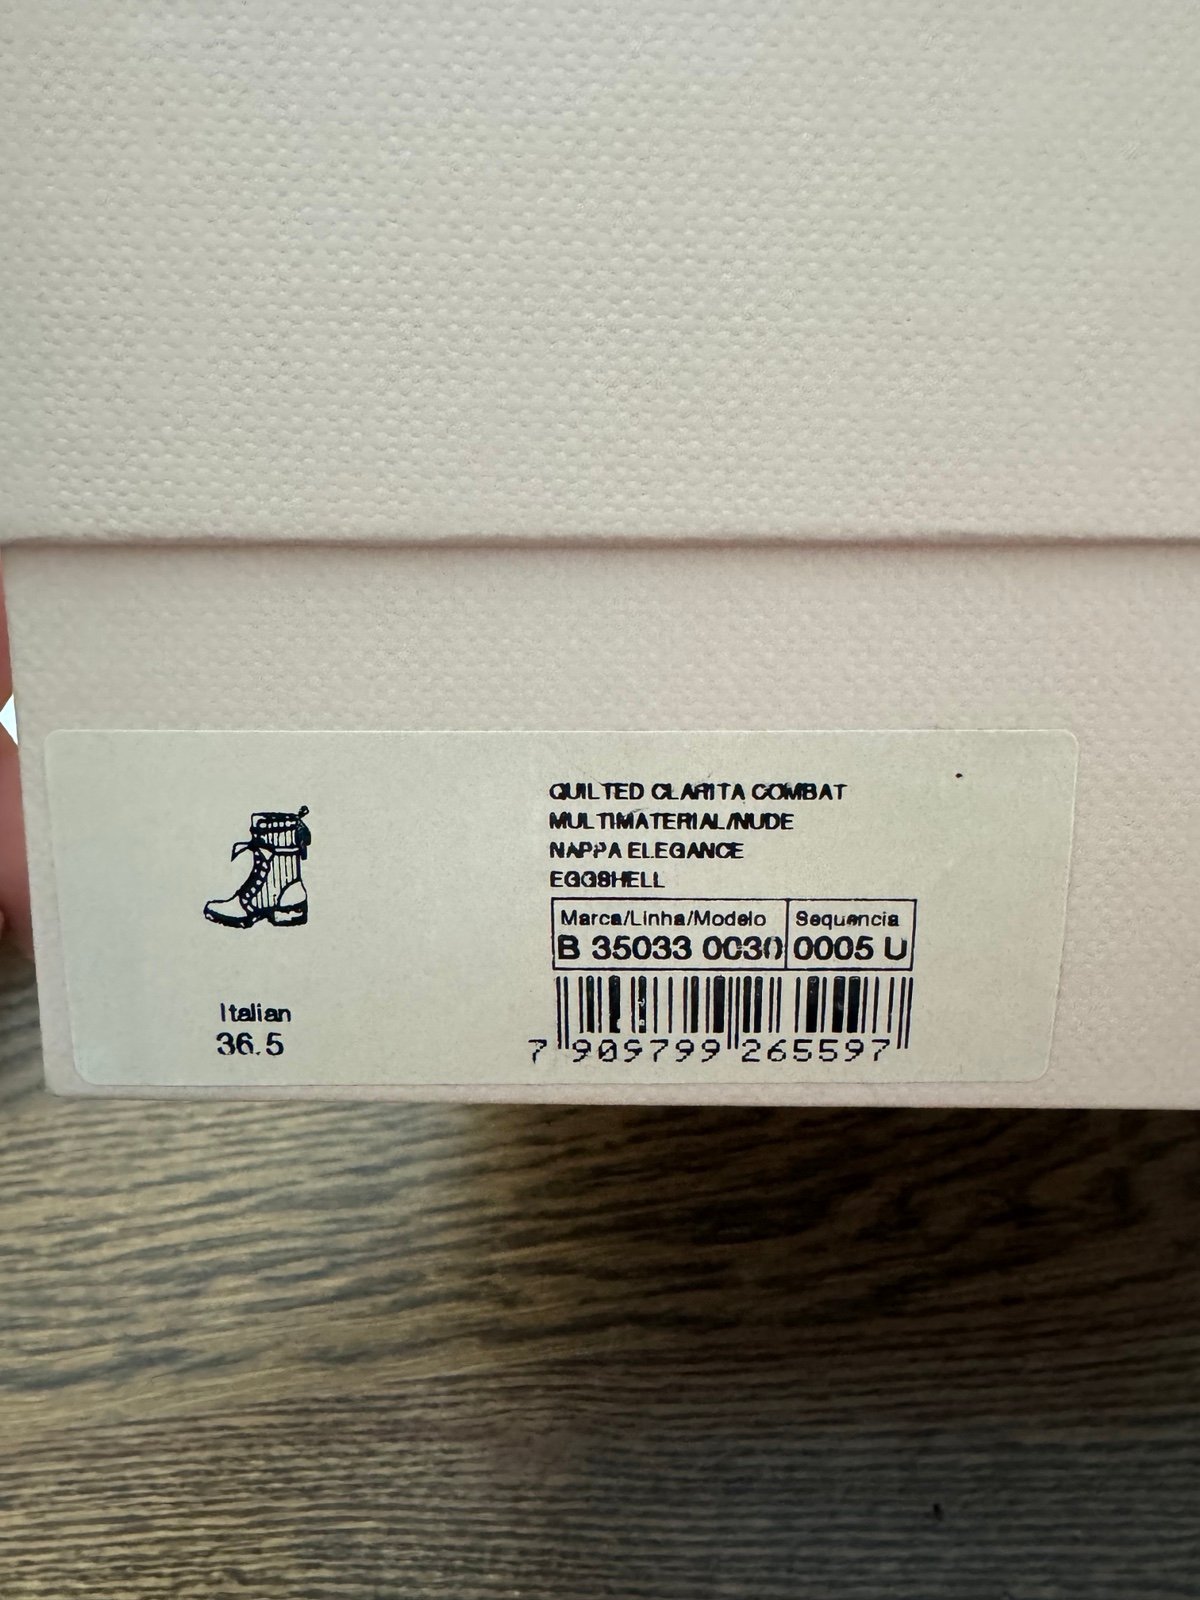 QUILTED CLARITA COMBAT
MULTIMATERIAL/NUDE
NAPPA ELEGANCE
EGGSHELL
Marca/Linha/Modelo Sequencia
B 35033 0030 0005 U
7 909799 265597
Italian
36.5